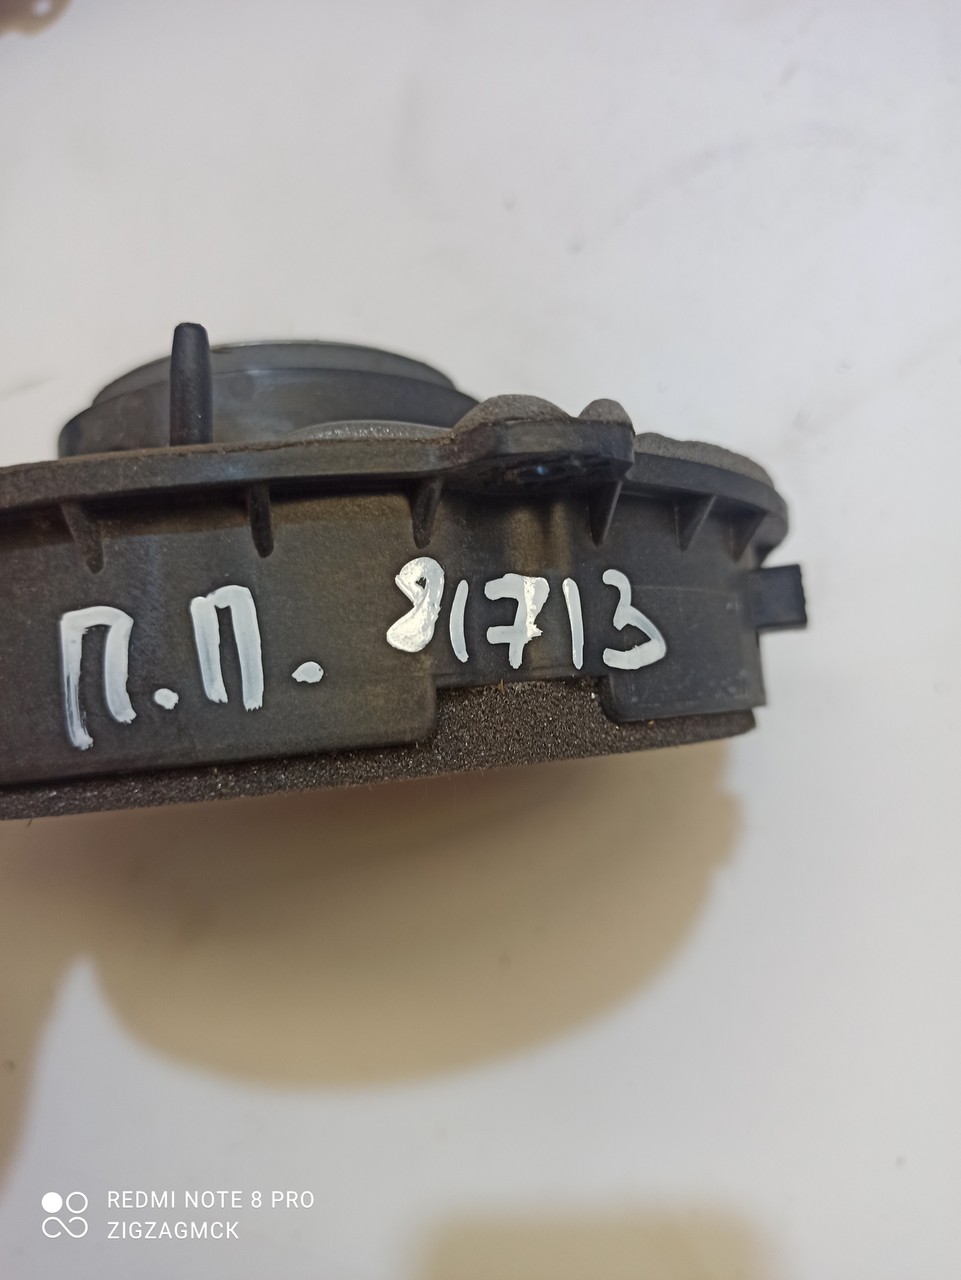 П.П. 81713
REDMI NOTE 8 PRO
ZIGZAGMCK